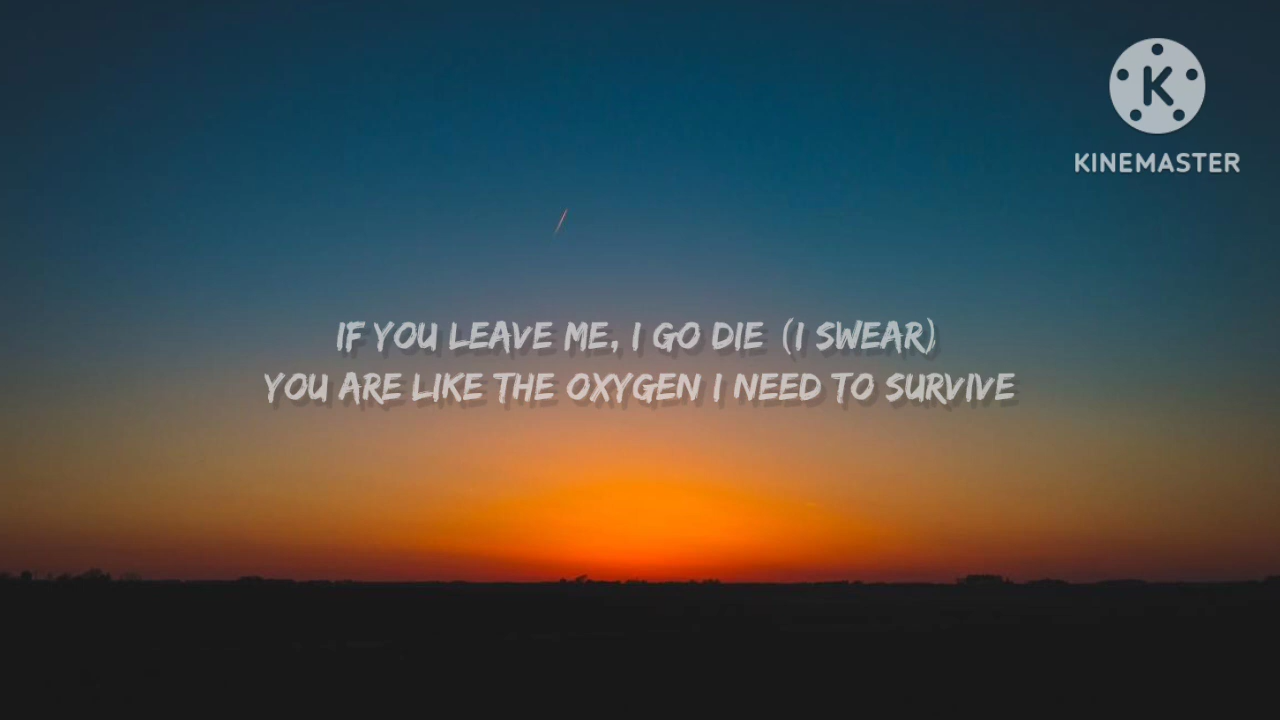 KINEMASTER
IF YOU LEAVE ME, I GO DIE (I SWEAR)
YOU ARE LIKE THE OXYGEN I NEED TO SURVIVE